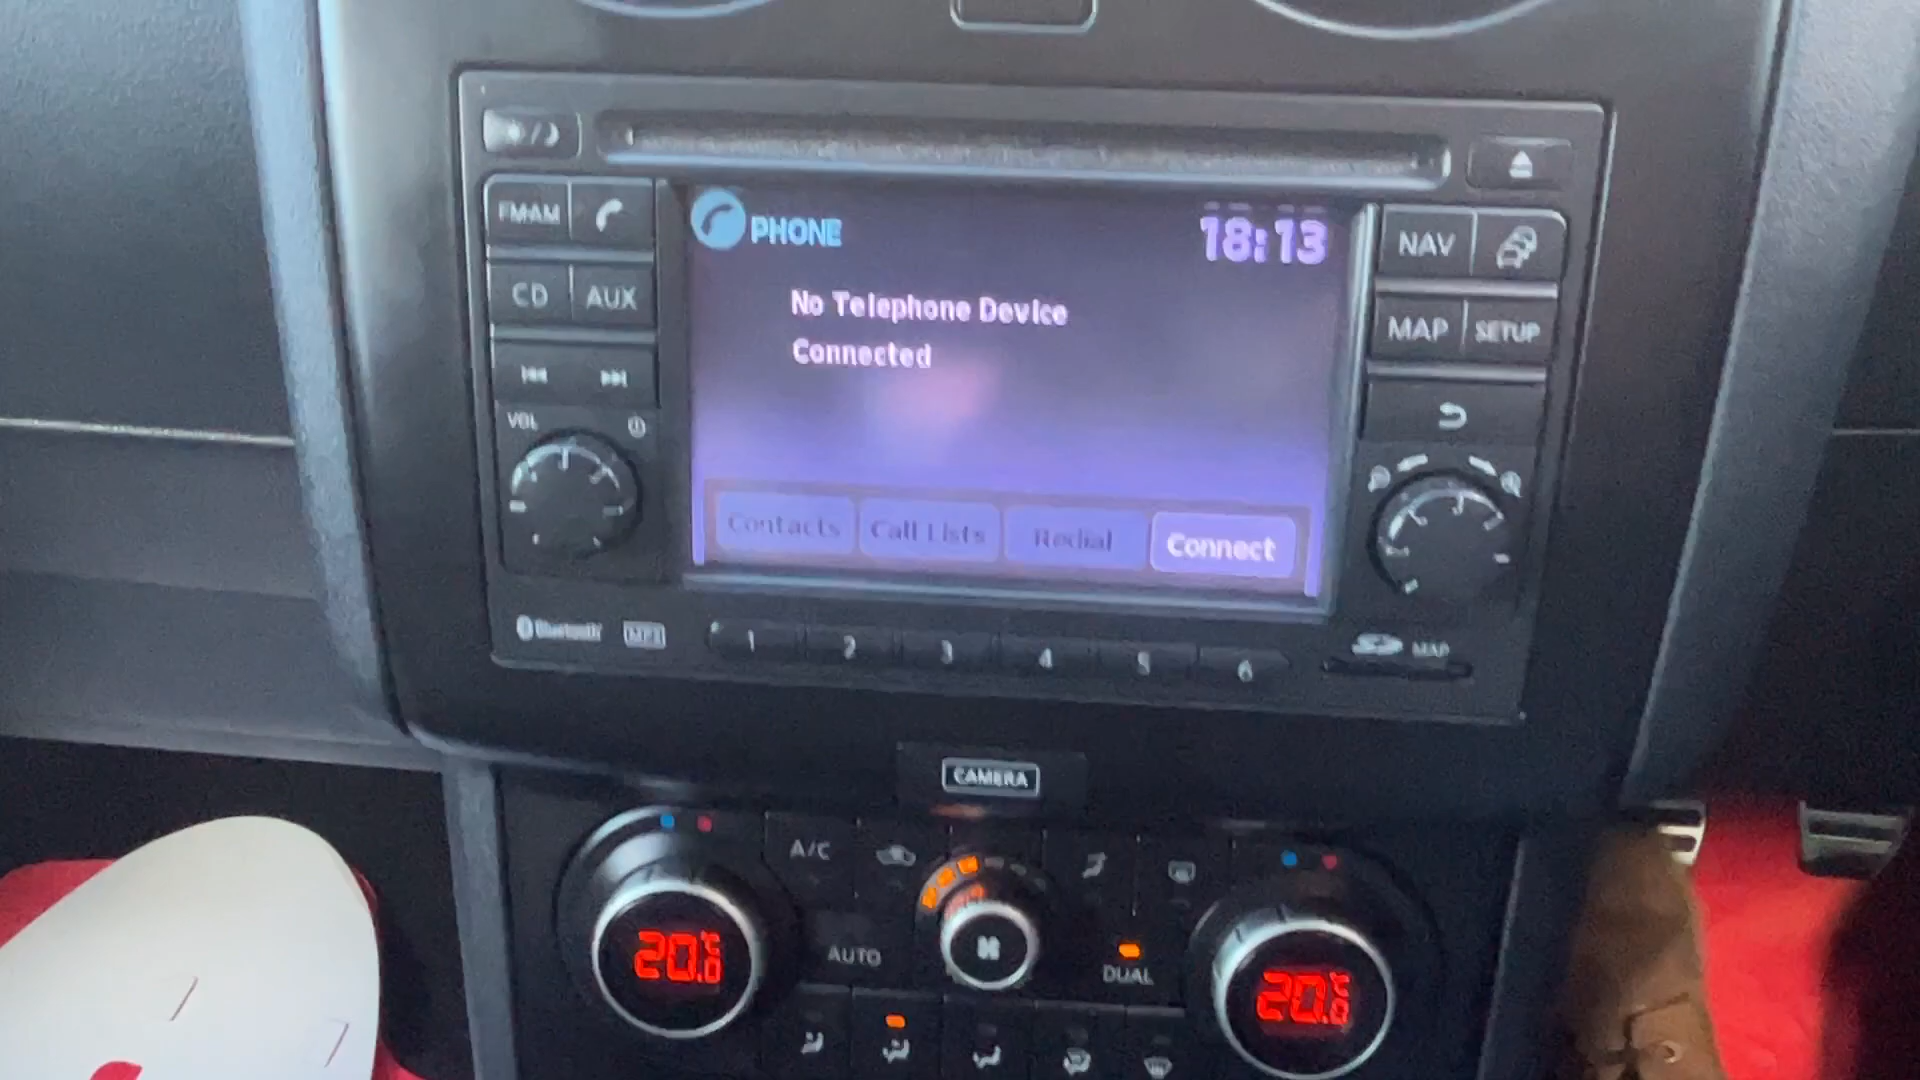 FM·AM
CD
AUX
VOL
PHONE
18:13
No Telephone Device
Connected
Contacts
Call Lists
Redial
Connect
NAV
MAP
SETUP
Bluetooth
MP3
1
2
3
4
5
6
MAP
CAMERA
A/C
AUTO
DUAL
20.0°C
20.0°C